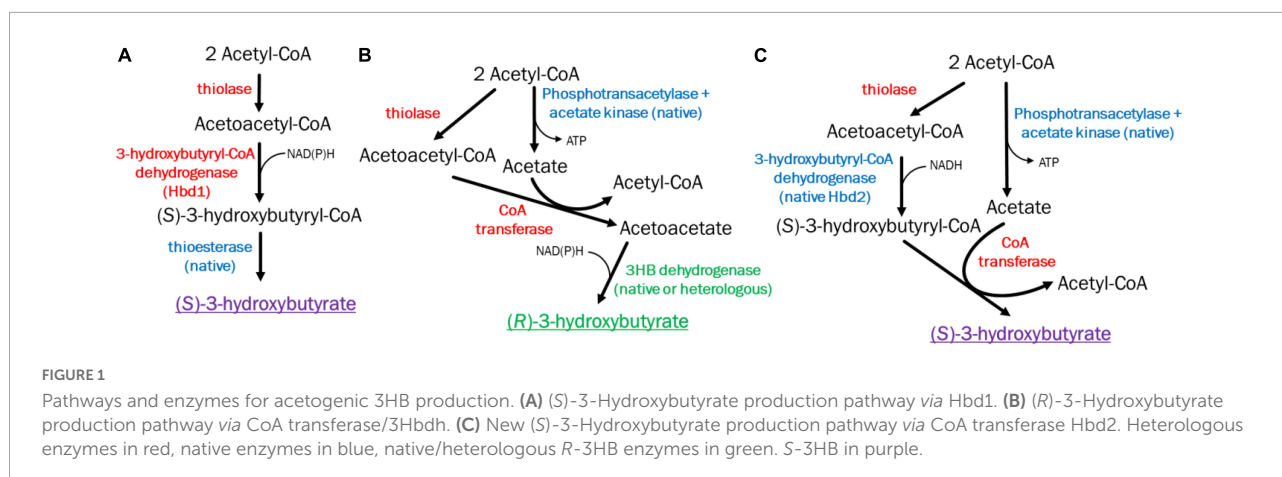 A
2 Acetyl-CoA
thiolase
Acetoacetyl-CoA
3-hydroxybutyryl-CoA
dehydrogenase
(Hbd1)
NAD(P)H
(S)-3-hydroxybutyryl-CoA
thioesterase
(native)
(S)-3-hydroxybutyrate
B
2 Acetyl-CoA
thiolase
Phosphotransacetylase +
acetate kinase (native)
ATP
Acetoacetyl-CoA
Acetate
Acetyl-CoA
CoA
transferase
Acetoacetate
NAD(P)H
3HB dehydrogenase
(native or heterologous)
(R)-3-hydroxybutyrate
C
2 Acetyl-CoA
thiolase
Phosphotransacetylase +
acetate kinase (native)
Acetoacetyl-CoA
3-hydroxybutyryl-CoA
dehydrogenase
(native Hbd2)
NADH
ATP
Acetate
(S)-3-hydroxybutyryl-CoA
CoA
transferase
Acetyl-CoA
(S)-3-hydroxybutyrate
FIGURE 1
Pathways and enzymes for acetogenic 3HB production. (A) (S)-3-Hydroxybutyrate production pathway via Hbd1. (B) (R)-3-Hydroxybutyrate
production pathway via CoA transferase/3Hbdh. (C) New (S)-3-Hydroxybutyrate production pathway via CoA transferase Hbd2. Heterologous
enzymes in red, native enzymes in blue, native/heterologous R-3HB enzymes in green. S-3HB in purple.